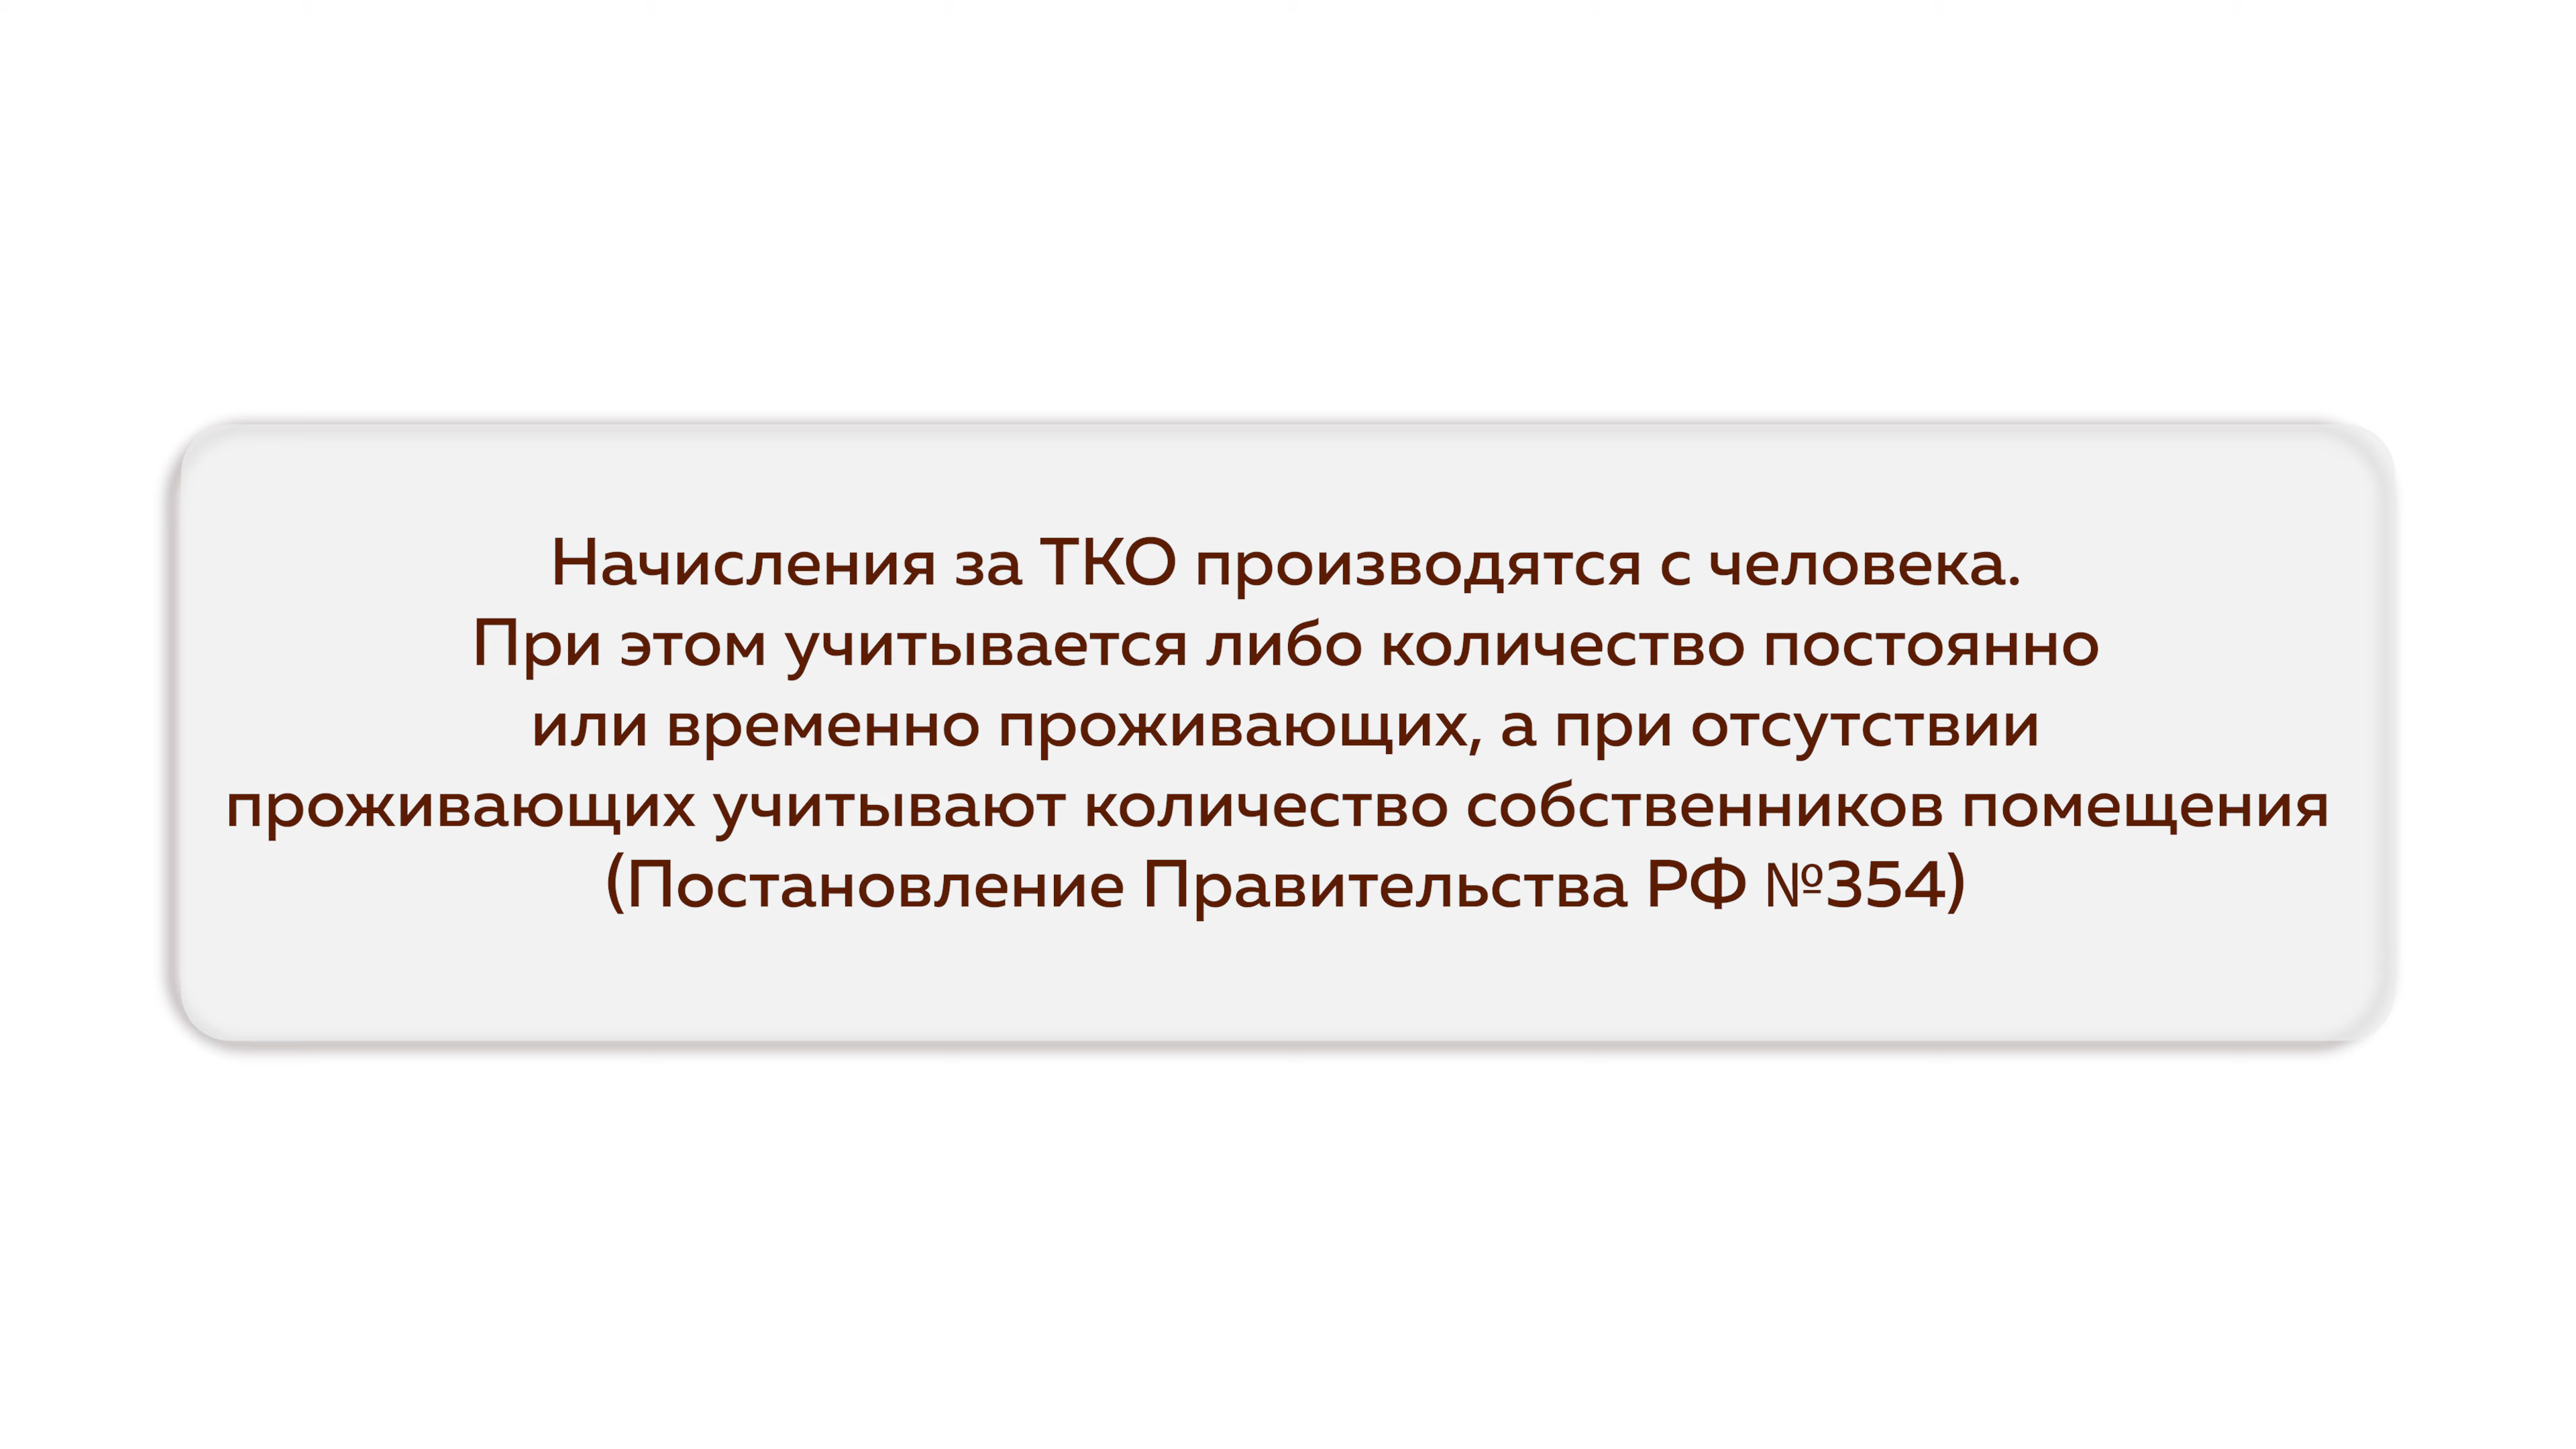 Начисления за ТКО производятся с человека.
При этом учитывается либо количество постоянно
или временно проживающих, а при отсутствии
проживающих учитывают количество собственников помещения
(Постановление Правительства РФ №354)